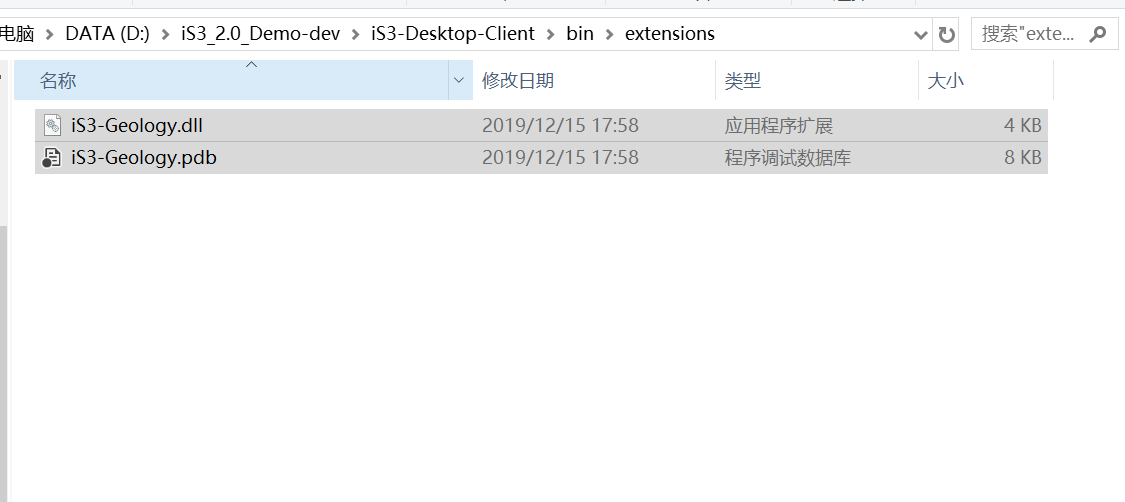 电脑 > DATA (D:) > iS3_2.0_Demo-dev > iS3-Desktop-Client > bin > extensions 搜索"exte...
名称 修改日期 类型 大小
iS3-Geology.dll 2019/12/15 17:58 应用程序扩展 4 KB
iS3-Geology.pdb 2019/12/15 17:58 程序调试数据库 8 KB